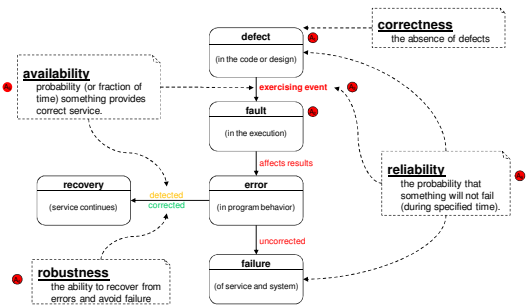 correctness
the absence of defects
defect
(in the code or design)
availability
probability (or fraction of
time) something provides
correct service.
exercising event
fault
(in the execution)
affects results
reliability
the probability that
something will not fail
(during specified time).
recovery
(service continues)
detected
corrected
error
(in program behavior)
uncorrected
robustness
the ability to recover from
errors and avoid failure
failure
(of service and system)